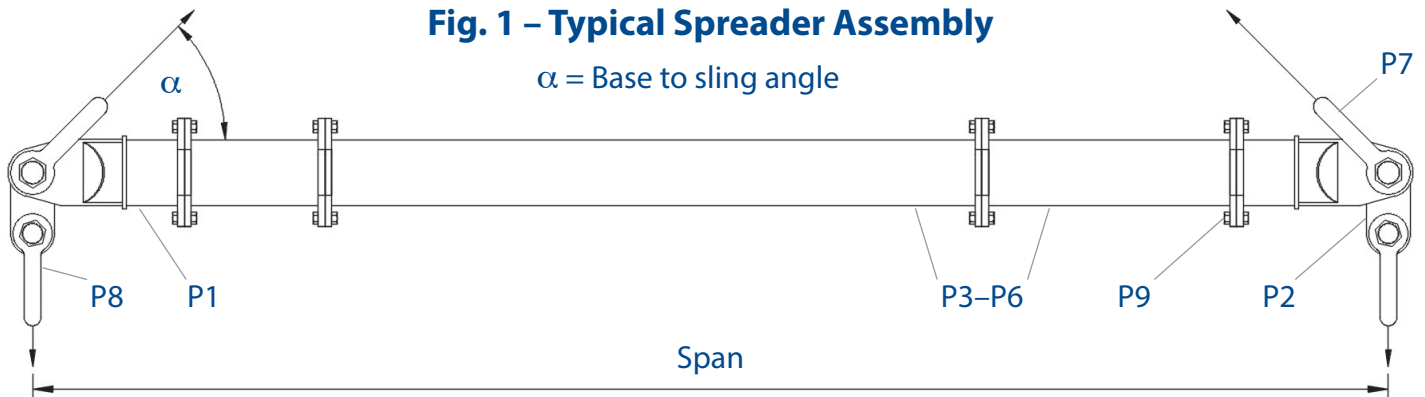 Fig. 1 – Typical Spreader Assembly
α = Base to sling angle
α
P7
P8
P1
P3–P6
P9
P2
Span